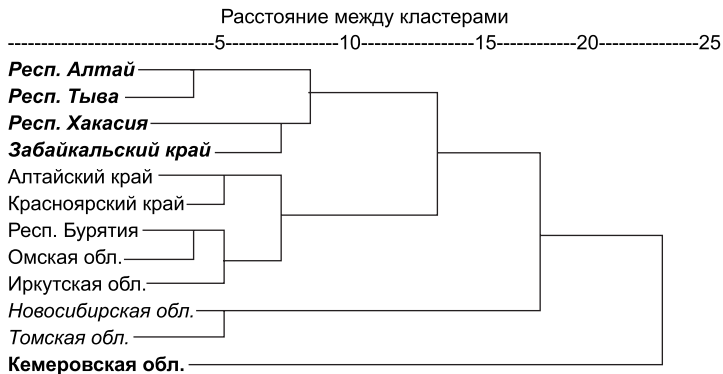 Расстояние между кластерами
-------------------------------5----------------10----------------15------------20---------------25
Респ. Алтай
Респ. Тыва
Респ. Хакасия
Забайкальский край
Алтайский край
Красноярский край
Респ. Бурятия
Омская обл.
Иркутская обл.
Новосибирская обл.
Томская обл.
Кемеровская обл.